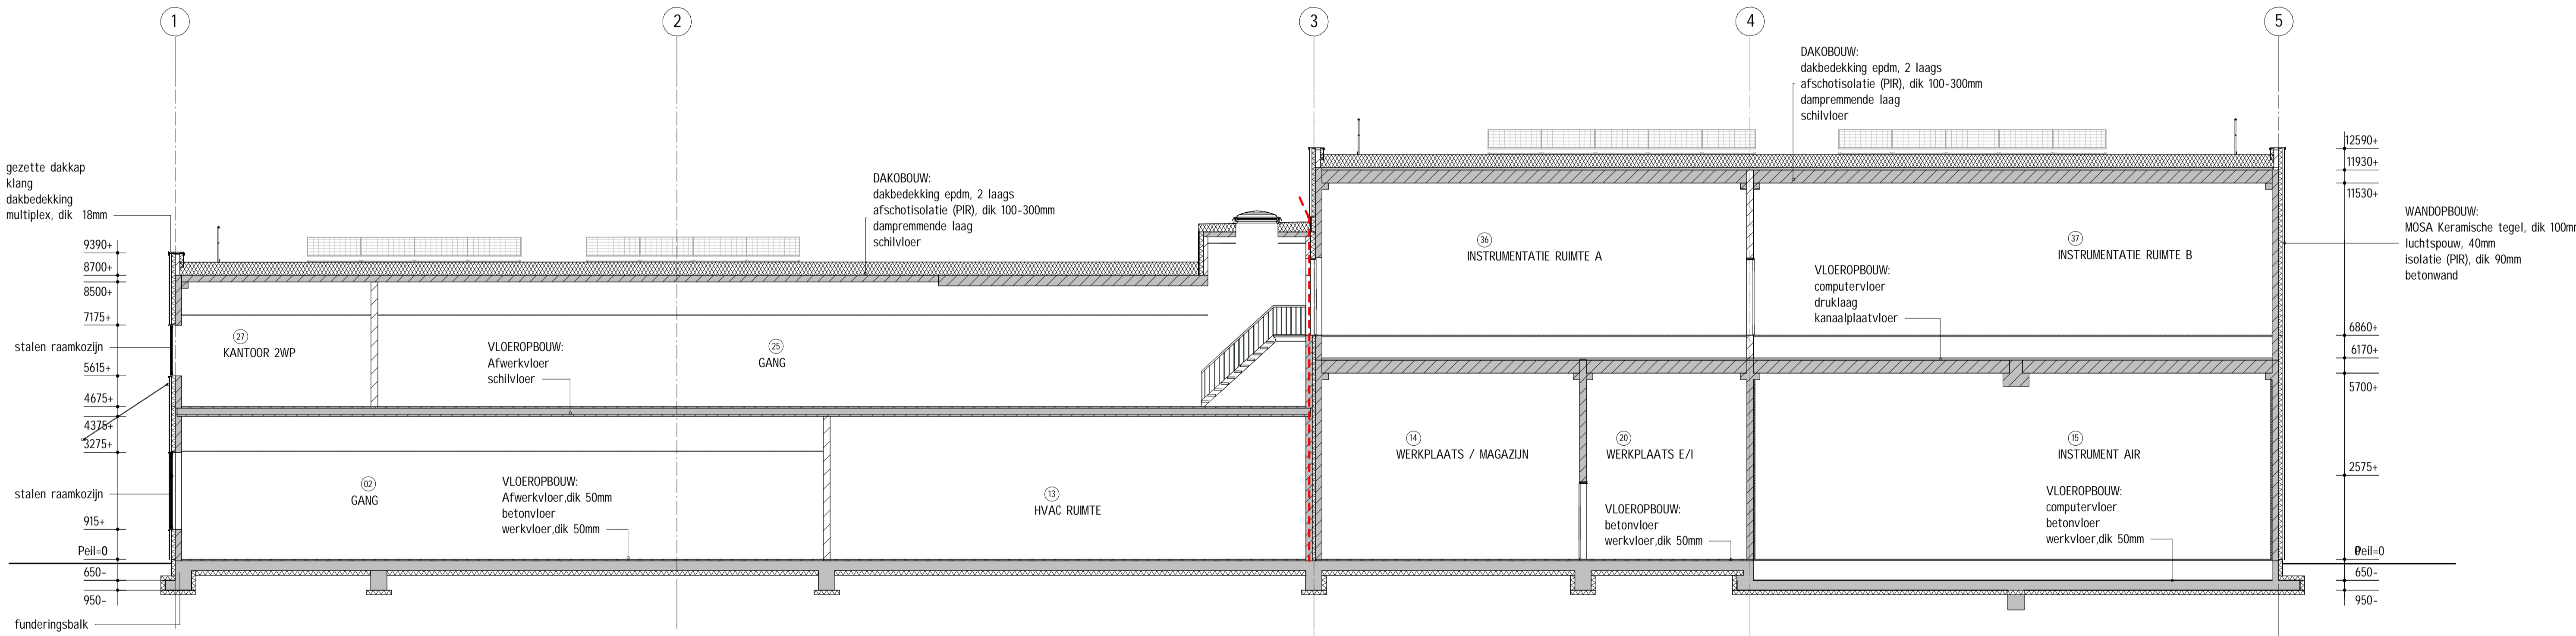 1
2
3
4
5
DAKOBOUW:
dakbedekking epdm, 2 laags
afschotisolatie (PIR), dik 100-300mm
dampremmende laag
schilvloer
gezette dakkap
klang
dakbedekking
multiplex, dik 18mm
DAKOBOUW:
dakbedekking epdm, 2 laags
afschotisolatie (PIR), dik 100-300mm
dampremmende laag
schilvloer
12590+
11930+
11530+
WANDOPBOUW:
MOSA Keramische tegel, dik 100mm
luchtspouw, 40mm
isolatie (PIR), dik 90mm
betonwand
9390+
8700+
8500+
7175+
stalen raamkozijn
5615+
4675+
4375+
3275+
stalen raamkozijn
915+
Peil=0
650-
950-
funderingsbalk
27
KANTOOR 2WP
VLOEROPBOUW:
Afwerkvloer
schilvloer
25
GANG
36
INSTRUMENTATIE RUIMTE A
37
INSTRUMENTATIE RUIMTE B
VLOEROPBOUW:
computervloer
druklaag
kanaalplaatvloer
6860+
6170+
5700+
02
GANG
VLOEROPBOUW:
Afwerkvloer,dik 50mm
betonvloer
werkvloer,dik 50mm
13
HVAC RUIMTE
14
WERKPLAATS / MAGAZIJN
20
WERKPLAATS E/I
VLOEROPBOUW:
betonvloer
werkvloer,dik 50mm
15
INSTRUMENT AIR
VLOEROPBOUW:
computervloer
betonvloer
werkvloer,dik 50mm
2575+
Peil=0
650-
950-